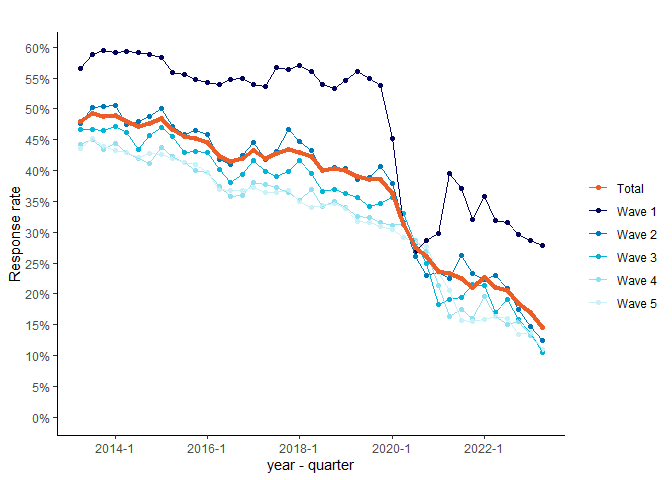 Response rate
60%
55%
50%
45%
40%
35%
30%
25%
20%
15%
10%
5%
0%
2014-1 2016-1 2018-1 2020-1 2022-1
year - quarter
Total
Wave 1
Wave 2
Wave 3
Wave 4
Wave 5